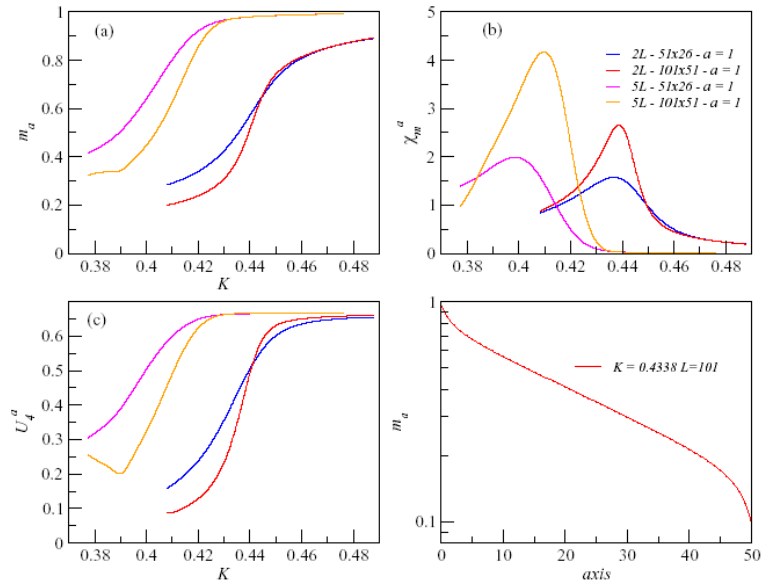 1
0.8
0.6
0.4
0.2
0
m_a
(a)
0.38 0.4 0.42 0.44 0.46 0.48
K
5
4
3
2
1
0
χ_m^a
(b)
2L - 51x26 - a = 1
2L - 101x51 - a = 1
5L - 51x26 - a = 1
5L - 101x51 - a = 1
0.38 0.4 0.42 0.44 0.46 0.48
K
0.6
0.5
0.4
0.3
0.2
0.1
0
U_4^a
(c)
0.38 0.4 0.42 0.44 0.46 0.48
K
1
0.1
m_a
K = 0.4338 L=101
0 10 20 30 40 50
axis